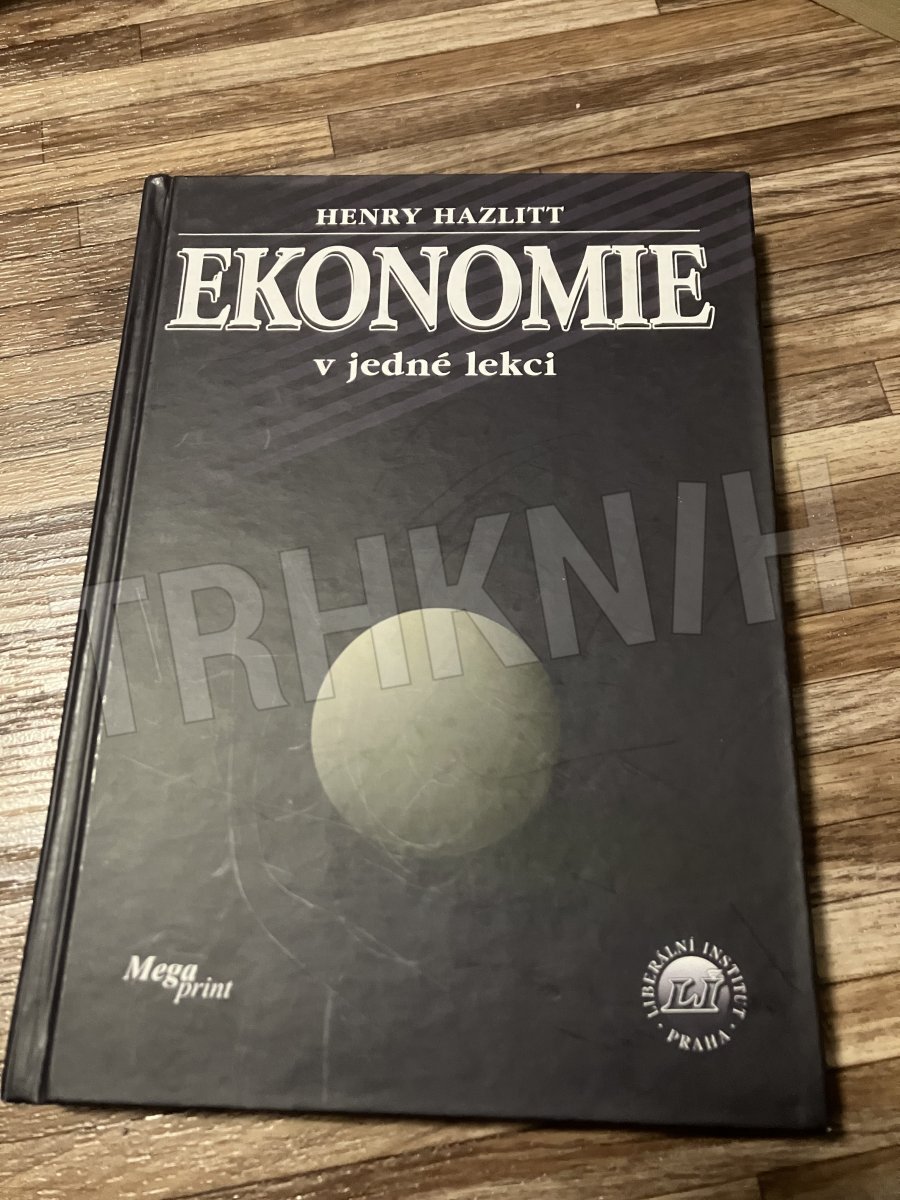 HENRY HAZLITT
EKONOMIE
v jedné lekci
TRHKNIH
Mega
print
LIBERÁLNÍ INSTITUT
LI
PRAHA